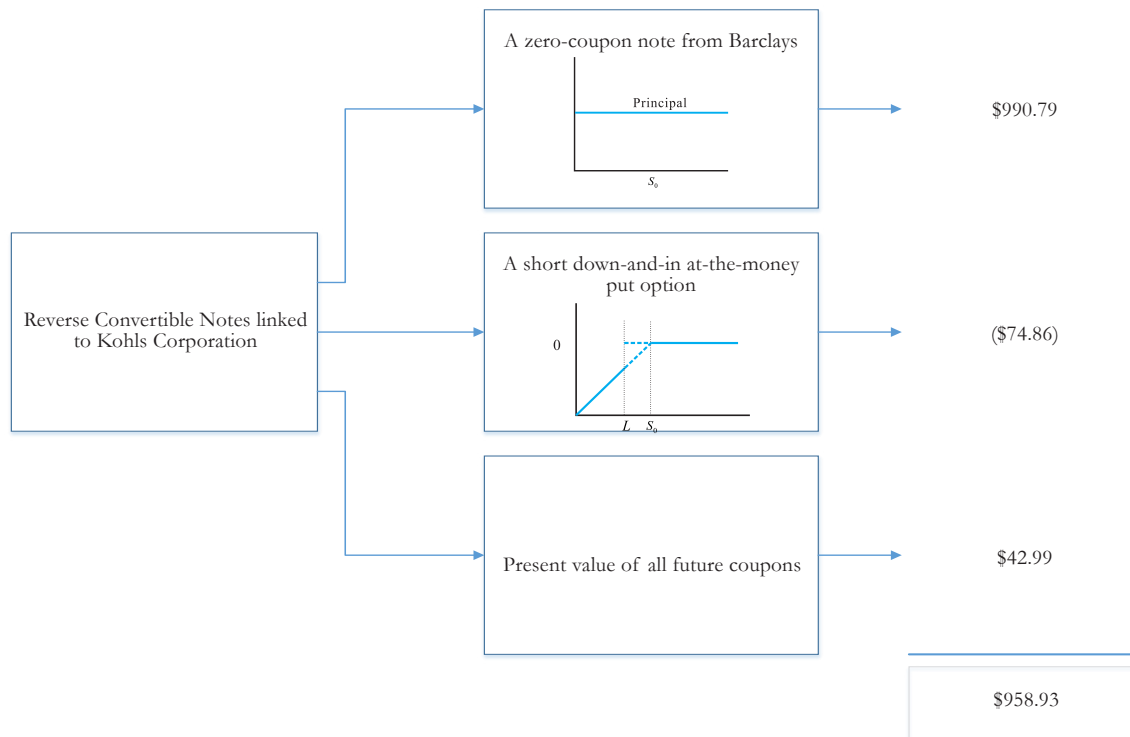 A zero-coupon note from Barclays
Principal
S₀
$990.79
Reverse Convertible Notes linked
to Kohls Corporation
A short down-and-in at-the-money
put option
0
L S₀
($74.86)
Present value of all future coupons
$42.99
$958.93